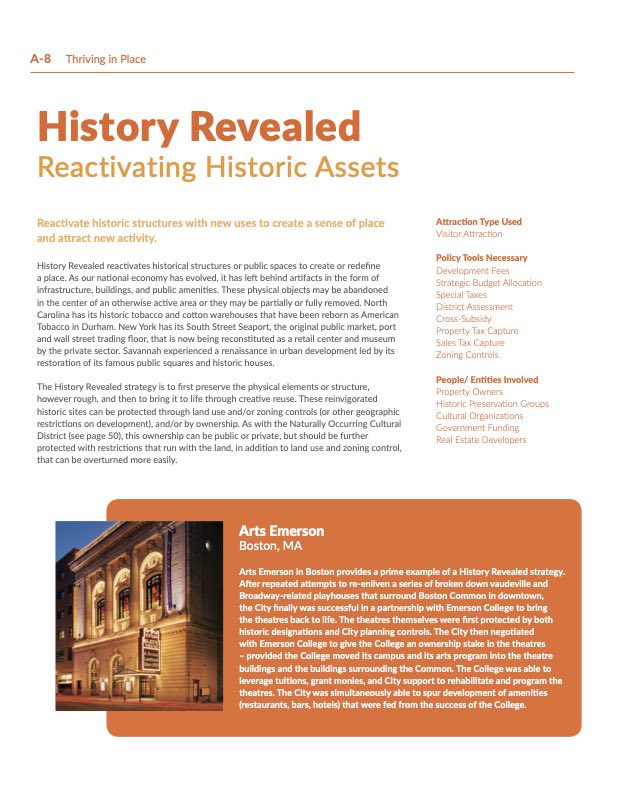 A-8 Thriving in Place
History Revealed
Reactivating Historic Assets
Reactivate historic structures with new uses to create a sense of place
and attract new activity.
History Revealed reactivates historical structures or public spaces to create or redefine
a place. As our national economy has evolved, it has left behind artifacts in the form of
infrastructure, buildings, and public amenities. These physical objects may be abandoned
in the center of an otherwise active area or they may be partially or fully removed. North
Carolina has its historic tobacco and cotton warehouses that have been reborn as American
Tobacco in Durham. New York has its South Street Seaport, the original public market, port
and wall street trading floor, that is now being reconstituted as a retail center and museum
by the private sector. Savannah experienced a renaissance in urban development led by its
restoration of its famous public squares and historic houses.
The History Revealed strategy is to first preserve the physical elements or structure,
however rough, and then to bring it to life through creative reuse. These reinvigorated
historic sites can be protected through land use and/or zoning controls (or other geographic
restrictions on development), and/or by ownership. As with the Naturally Occurring Cultural
District (see page 50), this ownership can be public or private, but should be further
protected with restrictions that run with the land, in addition to land use and zoning control,
that can be overturned more easily.
Attraction Type Used
Visitor Attraction
Policy Tools Necessary
Development Fees
Strategic Budget Allocation
Special Taxes
District Assessment
Cross-Subsidy
Property Tax Capture
Sales Tax Capture
Zoning Controls
People/ Entities Involved
Property Owners
Historic Preservation Groups
Cultural Organizations
Government Funding
Real Estate Developers
Arts Emerson
Boston, MA
Arts Emerson in Boston provides a prime example of a History Revealed strategy.
After repeated attempts to re-enliven a series of broken down vaudeville and
Broadway-related playhouses that surround Boston Common in downtown,
the City finally was successful in a partnership with Emerson College to bring
the theatres back to life. The theatres themselves were first protected by both
historic designations and City planning controls. The City then negotiated
with Emerson College to give the College an ownership stake in the theatres
– provided the College moved its campus and its arts program into the theatre
buildings and the buildings surrounding the Common. The College was able to
leverage tuitions, grant monies, and City support to rehabilitate and program the
theatres. The City was simultaneously able to spur development of amenities
(restaurants, bars, hotels) that were fed from the success of the College.